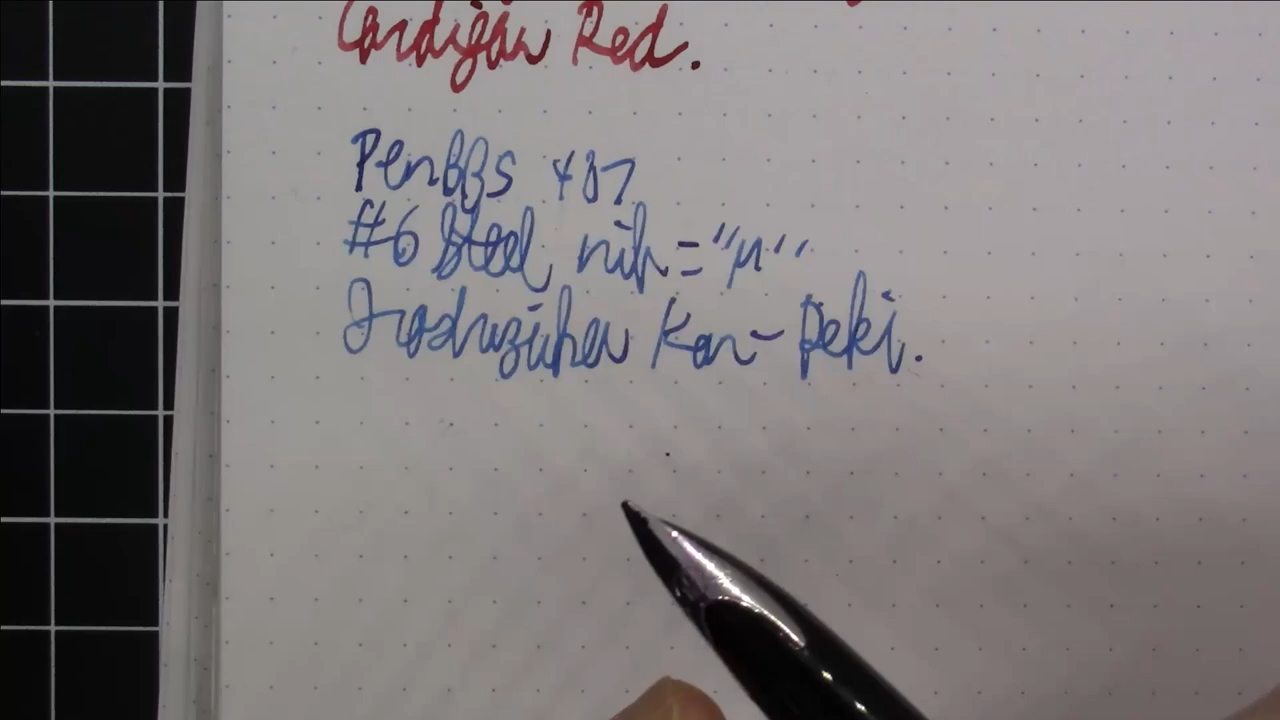 Cardigan Red.
PenBBS 487
#6 Steel nib = "M"
Iroshizuku Kon-Peki.